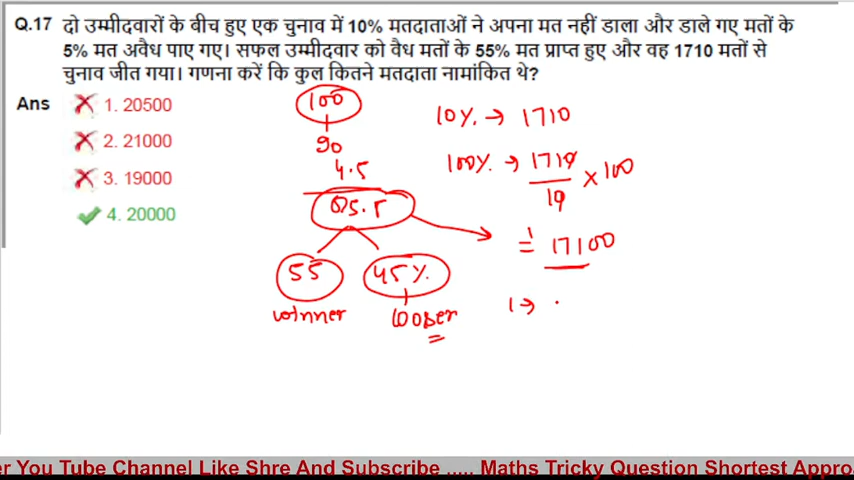 Q.17 दो उम्मीदवारों के बीच हुए एक चुनाव में 10% मतदाताओं ने अपना मत नहीं डाला और डाले गए मतों के
5% मत अवैध पाए गए। सफल उम्मीदवार को वैध मतों के 55% मत प्राप्त हुए और वह 1710 मतों से
चुनाव जीत गया। गणना करें कि कुल कितने मतदाता नामांकित थे?
Ans
1. 20500
2. 21000
3. 19000
4. 20000
100
90
4.5
85.5
55
45%
winner
looser
10% → 1710
100% → 1710 / 10 × 100
= 17100
1 →
er You Tube Channel Like Shre And Subscribe ..... Maths Tricky Question Shortest Appro